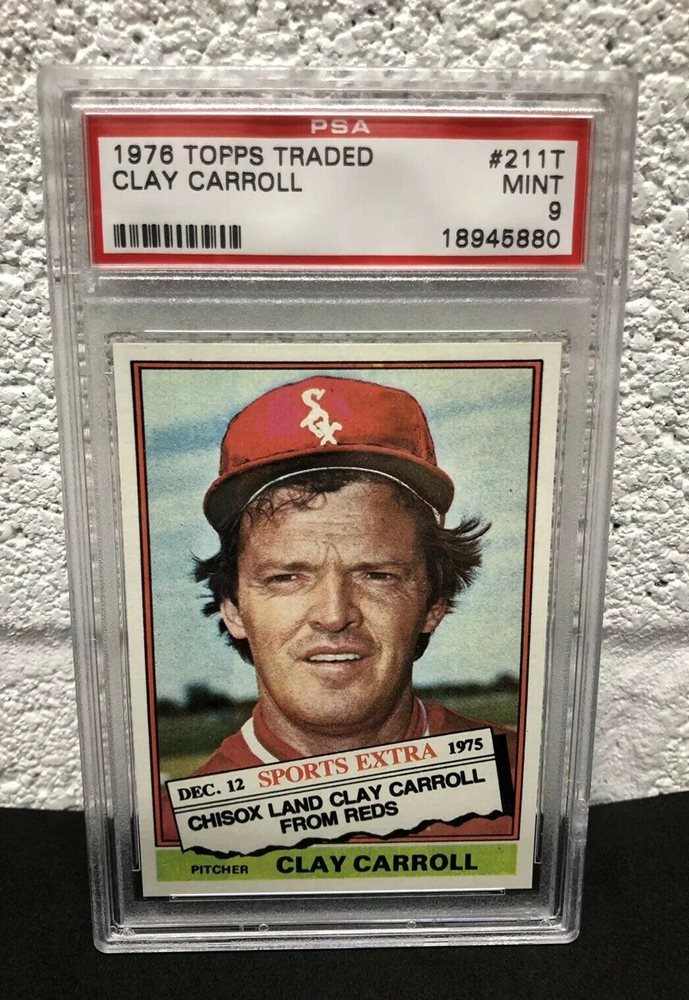 PSA
1976 TOPPS TRADED #211T
CLAY CARROLL MINT
9
18945880
SOX
DEC. 12 SPORTS EXTRA 1975
CHISOX LAND CLAY CARROLL
FROM REDS
PITCHER CLAY CARROLL